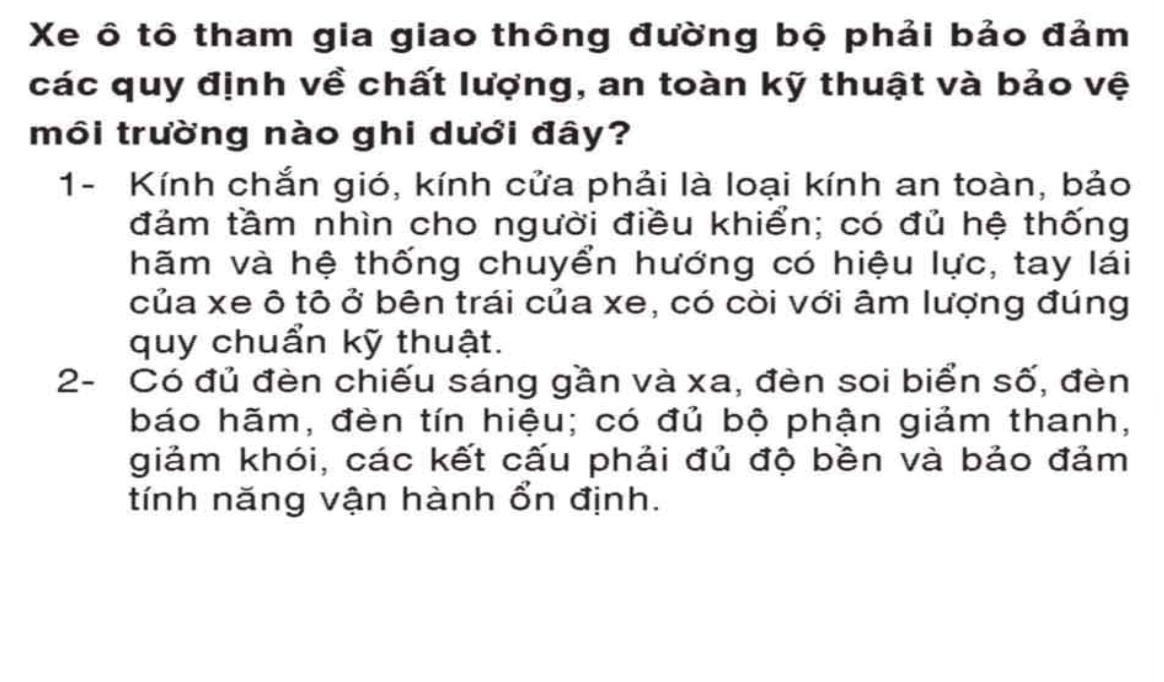 Xe ô tô tham gia giao thông đường bộ phải bảo đảm
các quy định về chất lượng, an toàn kỹ thuật và bảo vệ
môi trường nào ghi dưới đây?
1- Kính chắn gió, kính cửa phải là loại kính an toàn, bảo
đảm tầm nhìn cho người điều khiển; có đủ hệ thống
hãm và hệ thống chuyển hướng có hiệu lực, tay lái
của xe ô tô ở bên trái của xe, có còi với âm lượng đúng
quy chuẩn kỹ thuật.
2- Có đủ đèn chiếu sáng gần và xa, đèn soi biển số, đèn
báo hãm, đèn tín hiệu; có đủ bộ phận giảm thanh,
giảm khói, các kết cấu phải đủ độ bền và bảo đảm
tính năng vận hành ổn định.